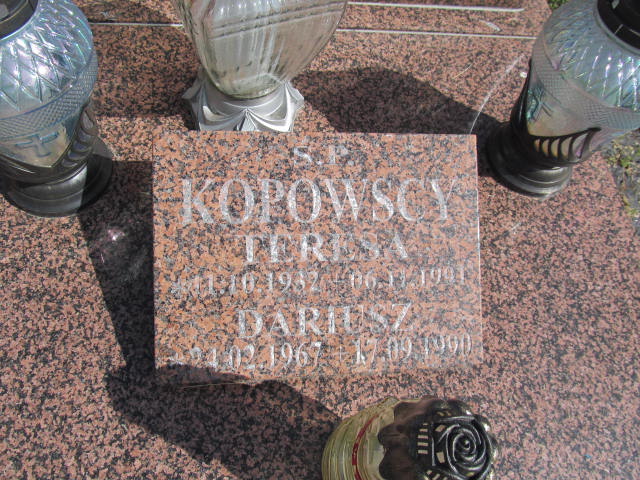 Ś.P.
KOPOWSCY
TERESA
*11.10.1932 +06.11.1991
DARIUSZ
*24.02.1967 +17.09.1990